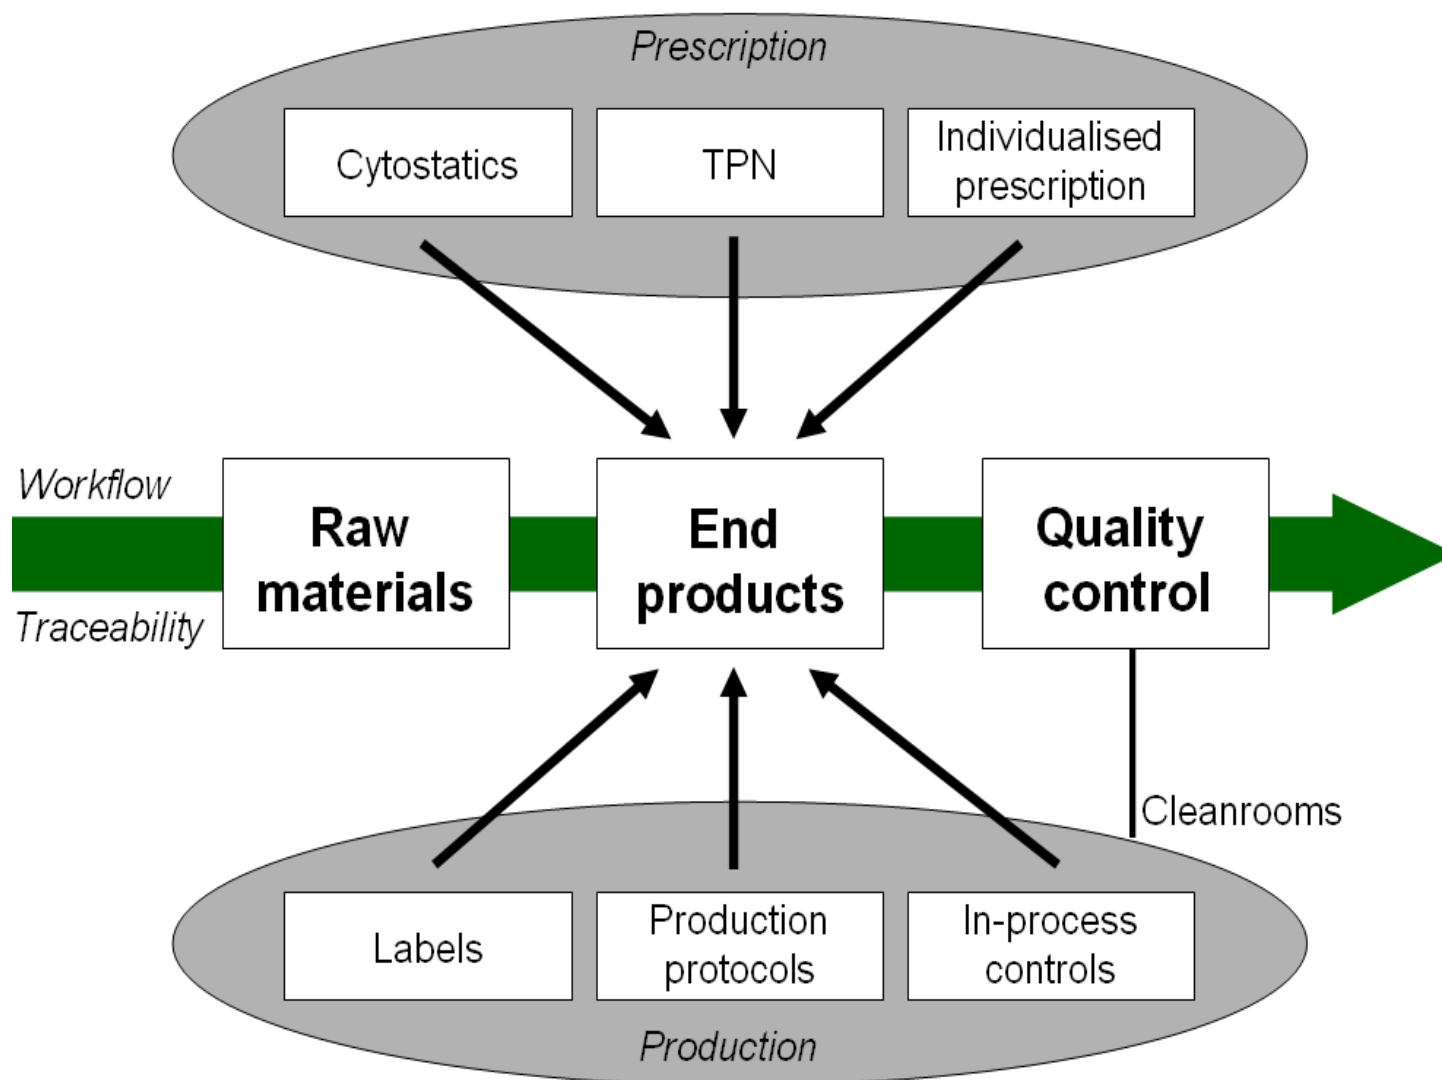 Prescription
Cytostatics
TPN
Individualised
prescription
Workflow
Traceability
Raw
materials
End
products
Quality
control
Cleanrooms
Labels
Production
protocols
In-process
controls
Production